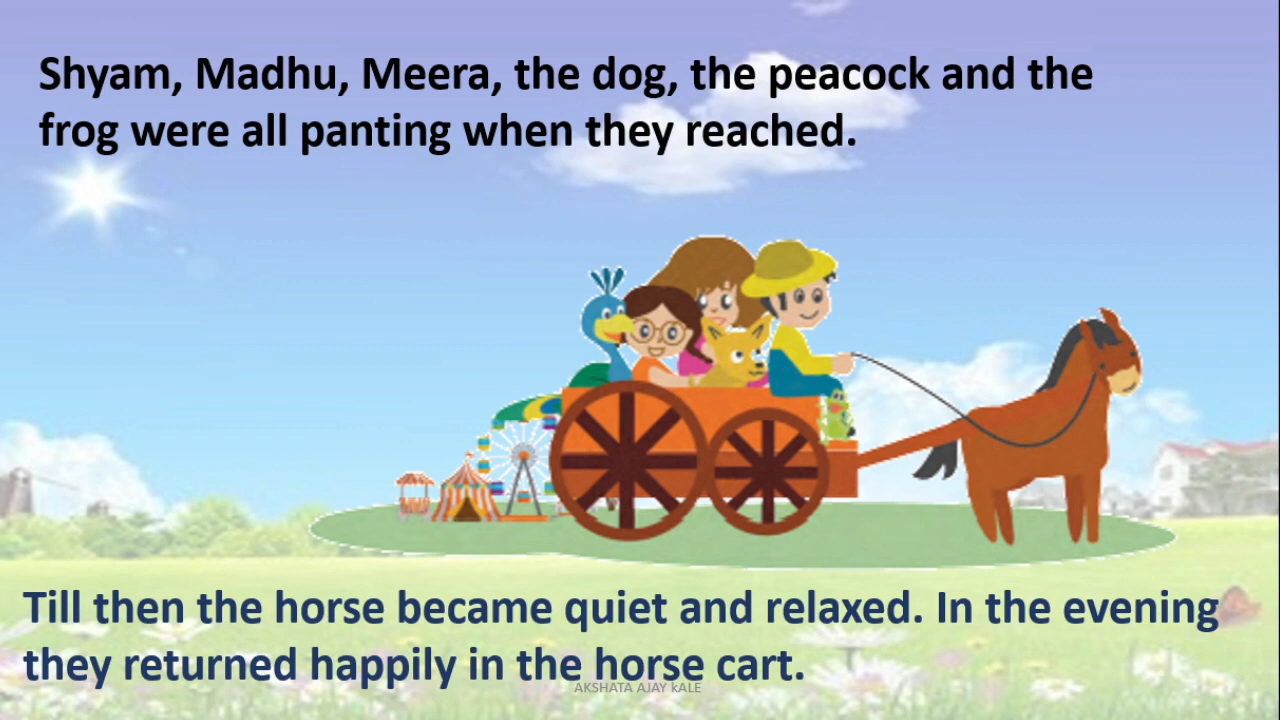 Shyam, Madhu, Meera, the dog, the peacock and the
frog were all panting when they reached.
Till then the horse became quiet and relaxed. In the evening
they returned happily in the horse cart.
AKSHATA AJAY kALE